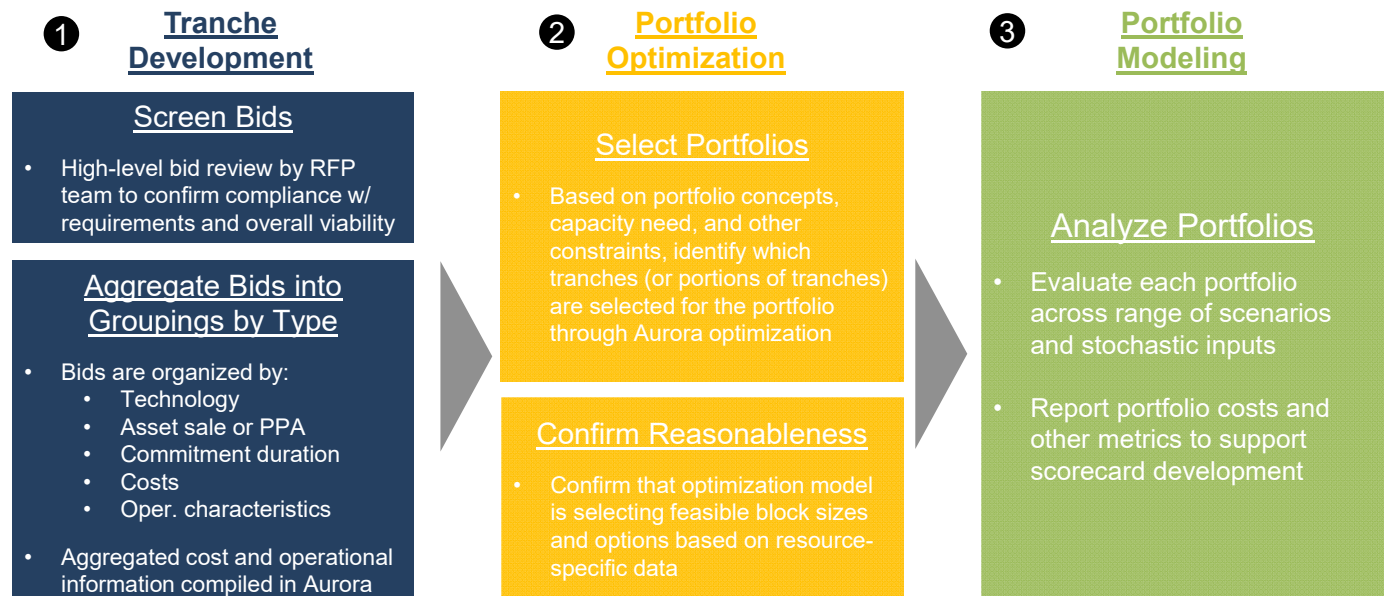 1
Tranche
Development
Screen Bids
• High-level bid review by RFP
team to confirm compliance w/
requirements and overall viability
Aggregate Bids into
Groupings by Type
• Bids are organized by:
• Technology
• Asset sale or PPA
• Commitment duration
• Costs
• Oper. characteristics
• Aggregated cost and operational
information compiled in Aurora
2
Portfolio
Optimization
Select Portfolios
• Based on portfolio concepts,
capacity need, and other
constraints, identify which
tranches (or portions of tranches)
are selected for the portfolio
through Aurora optimization
Confirm Reasonableness
• Confirm that optimization model
is selecting feasible block sizes
and options based on resource-
specific data
3
Portfolio
Modeling
Analyze Portfolios
• Evaluate each portfolio
across range of scenarios
and stochastic inputs
• Report portfolio costs and
other metrics to support
scorecard development